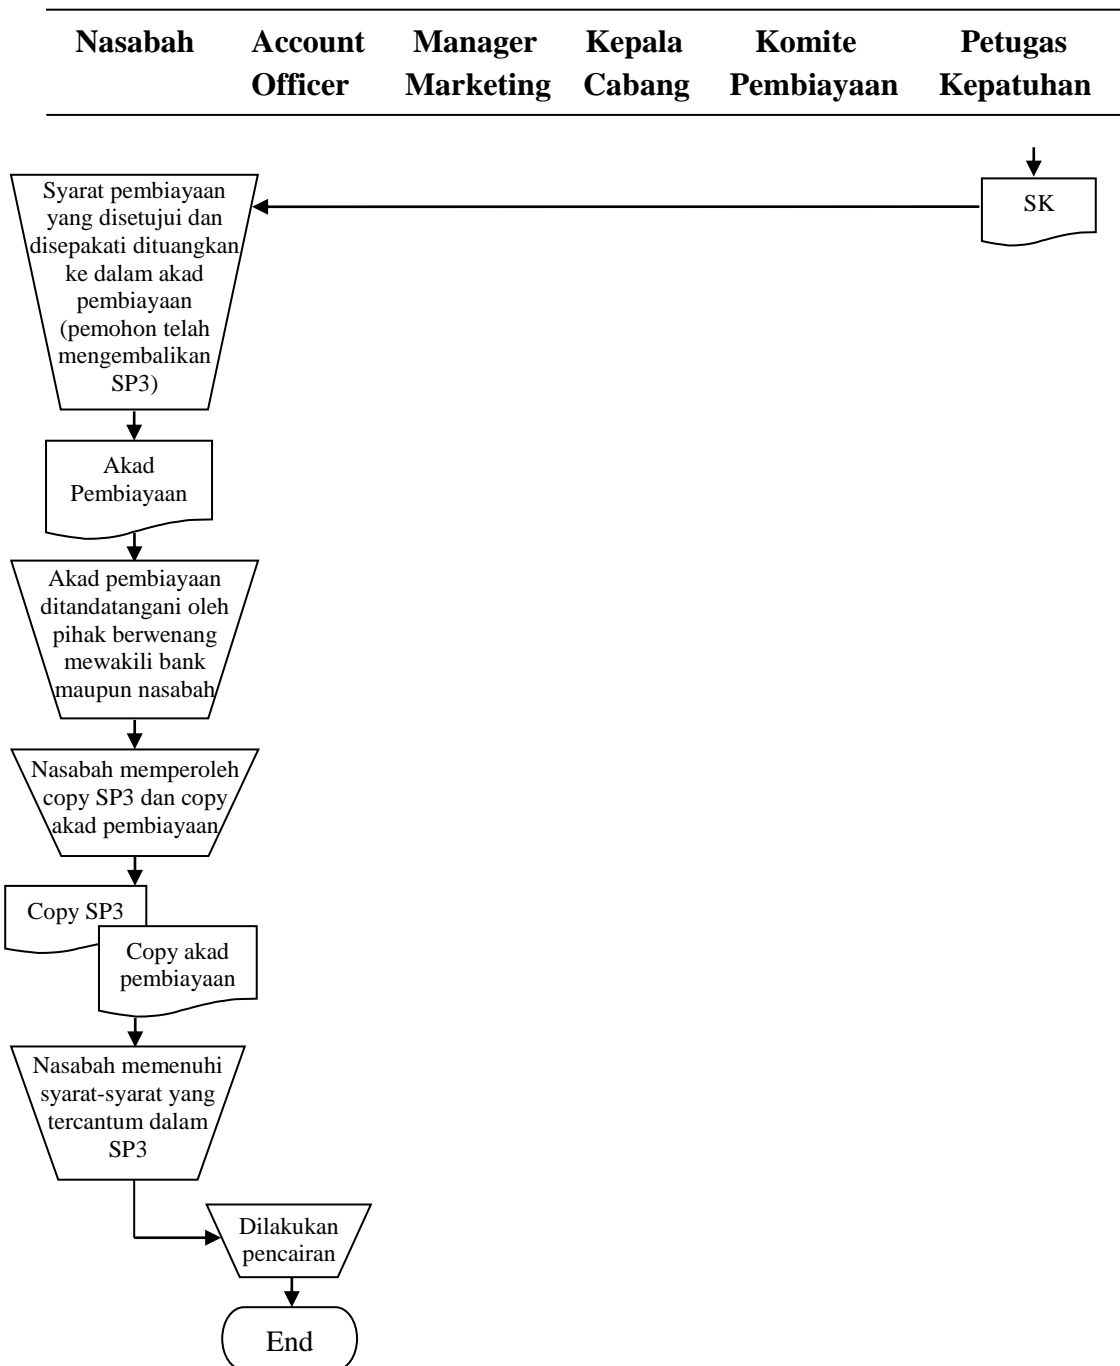 Nasabah Account Manager Kepala Komite Petugas
Officer Marketing Cabang Pembiayaan Kepatuhan
SK
Syarat pembiayaan
yang disetujui dan
disepakati dituangkan
ke dalam akad
pembiayaan
(pemohon telah
mengembalikan
SP3)
Akad
Pembiayaan
Akad pembiayaan
ditandatangani oleh
pihak berwenang
mewakili bank
maupun nasabah
Nasabah memperoleh
copy SP3 dan copy
akad pembiayaan
Copy SP3
Copy akad
pembiayaan
Nasabah memenuhi
syarat-syarat yang
tercantum dalam
SP3
Dilakukan
pencairan
End